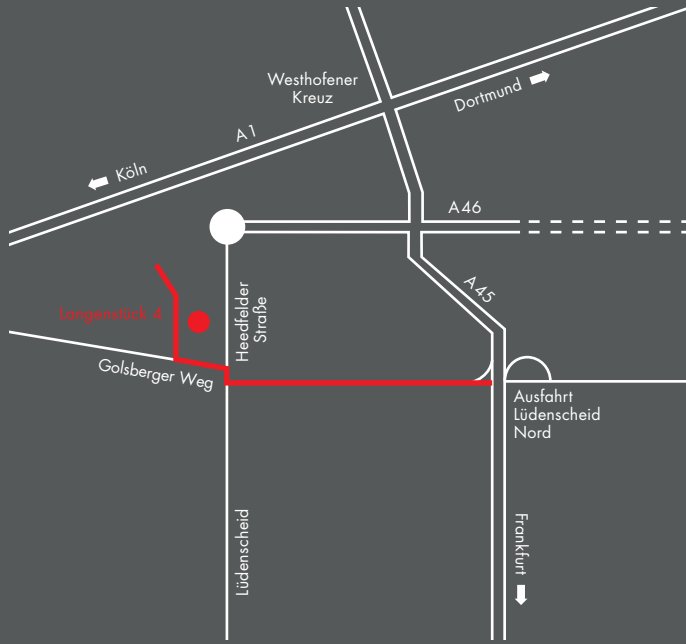 Westhofener
Kreuz
Dortmund
A1
Köln
A46
A45
Langenstück 4
Heedfelder
Straße
Golsberger Weg
Ausfahrt
Lüdenscheid
Nord
Lüdenscheid
Frankfurt